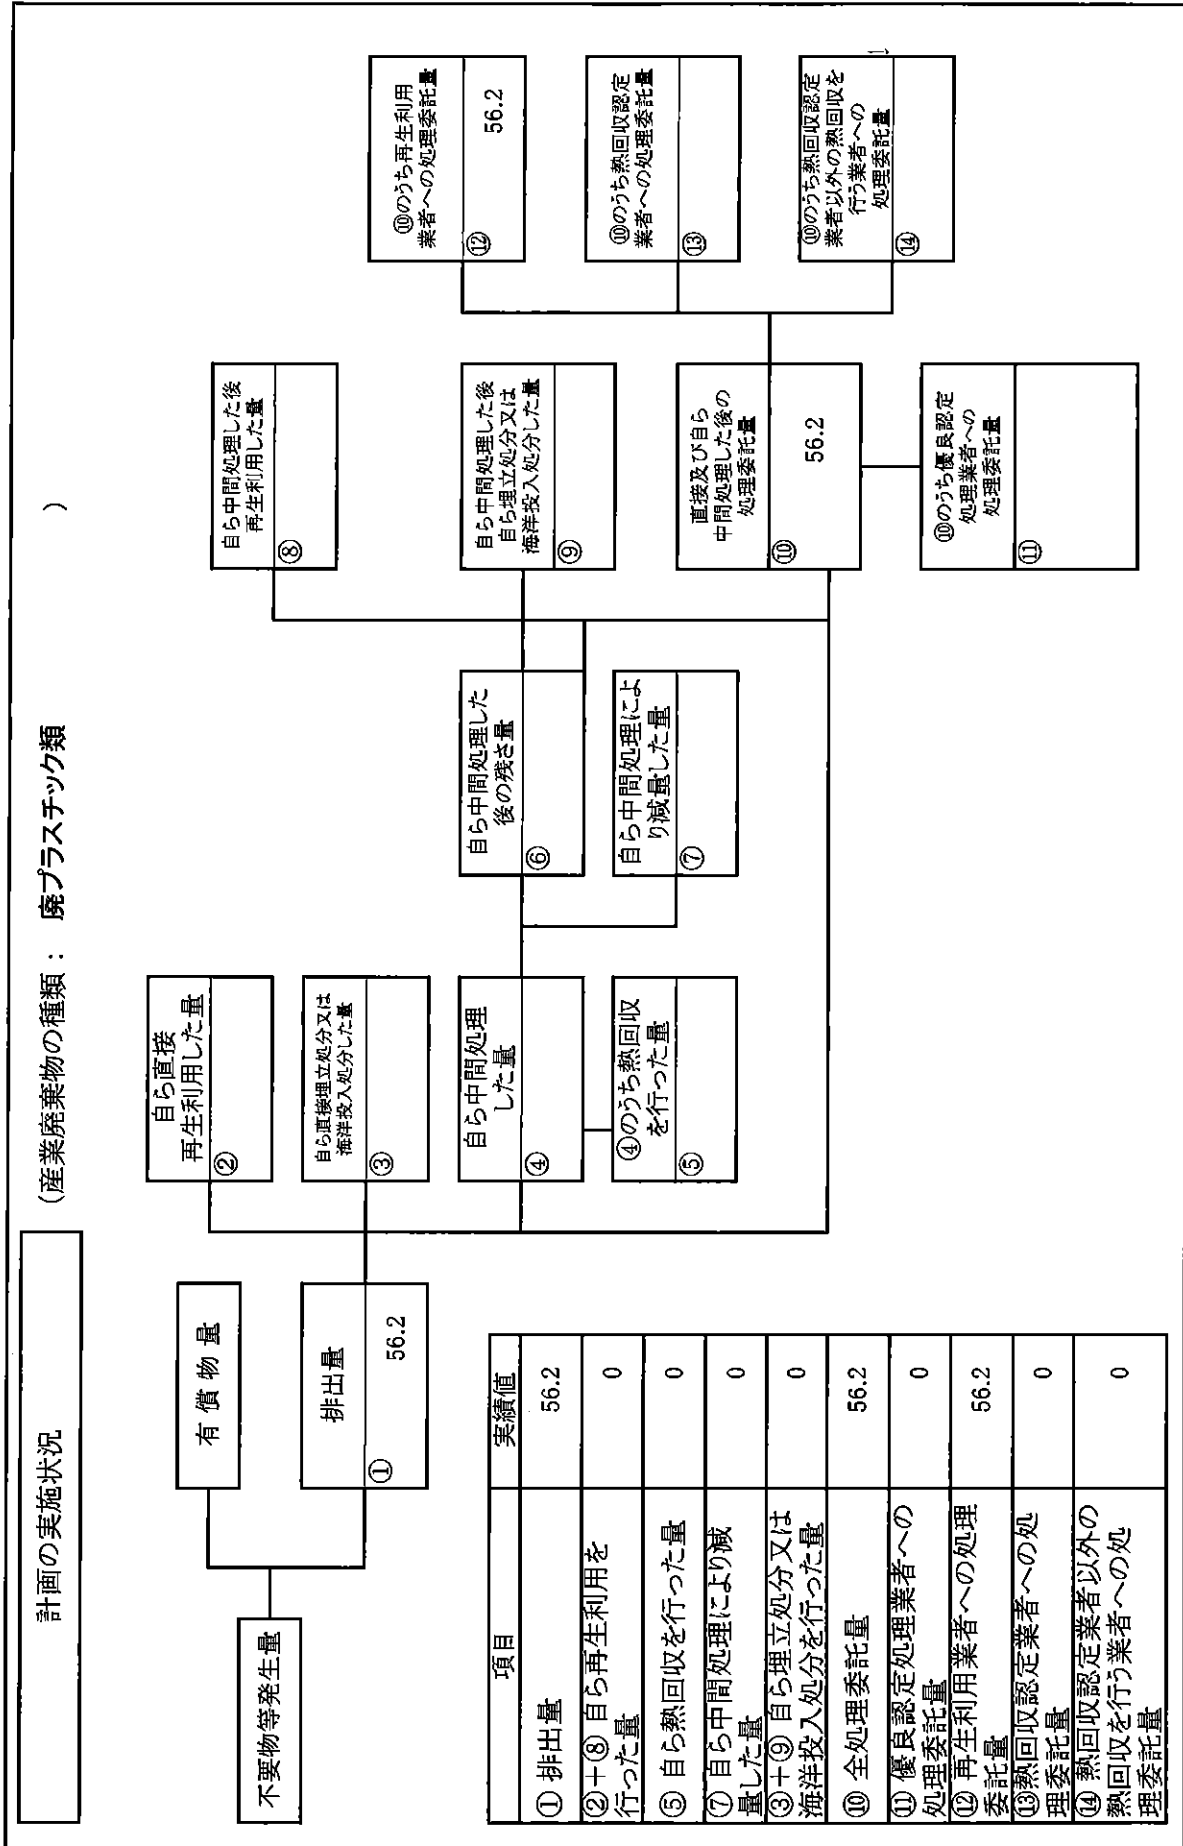 計画の実施状況
(産業廃棄物の種類: 廃プラスチック類 )
不要物等発生量
有償物量
排出量
① 56.2
自ら直接
再生利用した量
②
自ら直接埋立処分又は
海洋投入処分した量
③
自ら中間処理
した量
④
④のうち熱回収
を行った量
⑤
自ら中間処理した
後の残さ量
⑥
自ら中間処理によ
り減量した量
⑦
自ら中間処理した後
再生利用した量
⑧
自ら中間処理した後
自ら埋立処分又は
海洋投入処分した量
⑨
直接及び自ら
中間処理した後の
処理委託量
⑩ 56.2
⑩のうち優良認定
処理業者への
処理委託量
⑪
⑩のうち再生利用
業者への処理委託量
⑫ 56.2
⑩のうち熱回収認定
業者への処理委託量
⑬
⑩のうち熱回収認定
業者以外の熱回収を
行う業者への
処理委託量
⑭
項目 実績値
① 排出量 56.2
②+⑧ 自ら再生利用を
行った量 0
⑤ 自ら熱回収を行った量 0
⑦ 自ら中間処理により減
量した量 0
③+⑨ 自ら埋立処分又は
海洋投入処分を行った量 0
⑩ 全処理委託量 56.2
⑪ 優良認定処理業者への
処理委託量 0
⑫ 再生利用業者への処理
委託量 56.2
⑬熱回収認定業者への処
理委託量 0
⑭ 熱回収認定業者以外の
熱回収を行う業者への処
理委託量 0